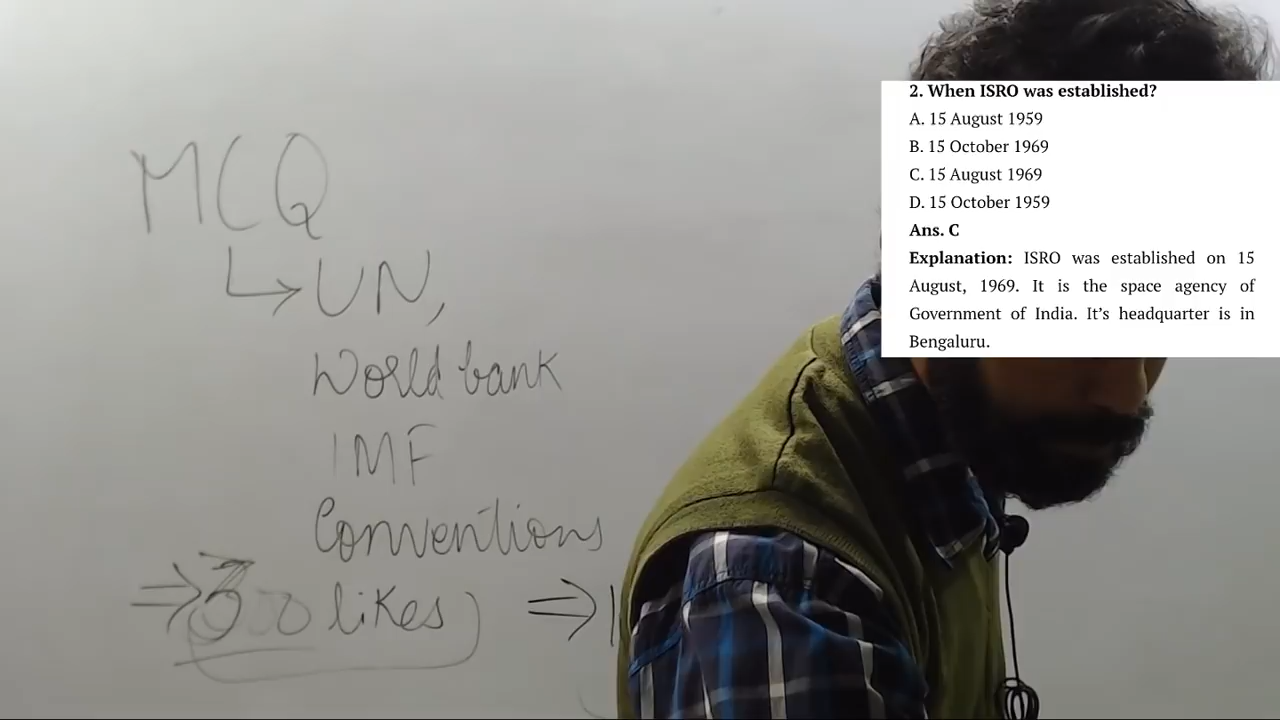 MCQ
UN,
World bank
IMF
Conventions
⇒ likes ⇒
2. When ISRO was established?
A. 15 August 1959
B. 15 October 1969
C. 15 August 1969
D. 15 October 1959
Ans. C
Explanation: ISRO was established on 15
August, 1969. It is the space agency of
Government of India. It's headquarter is in
Bengaluru.